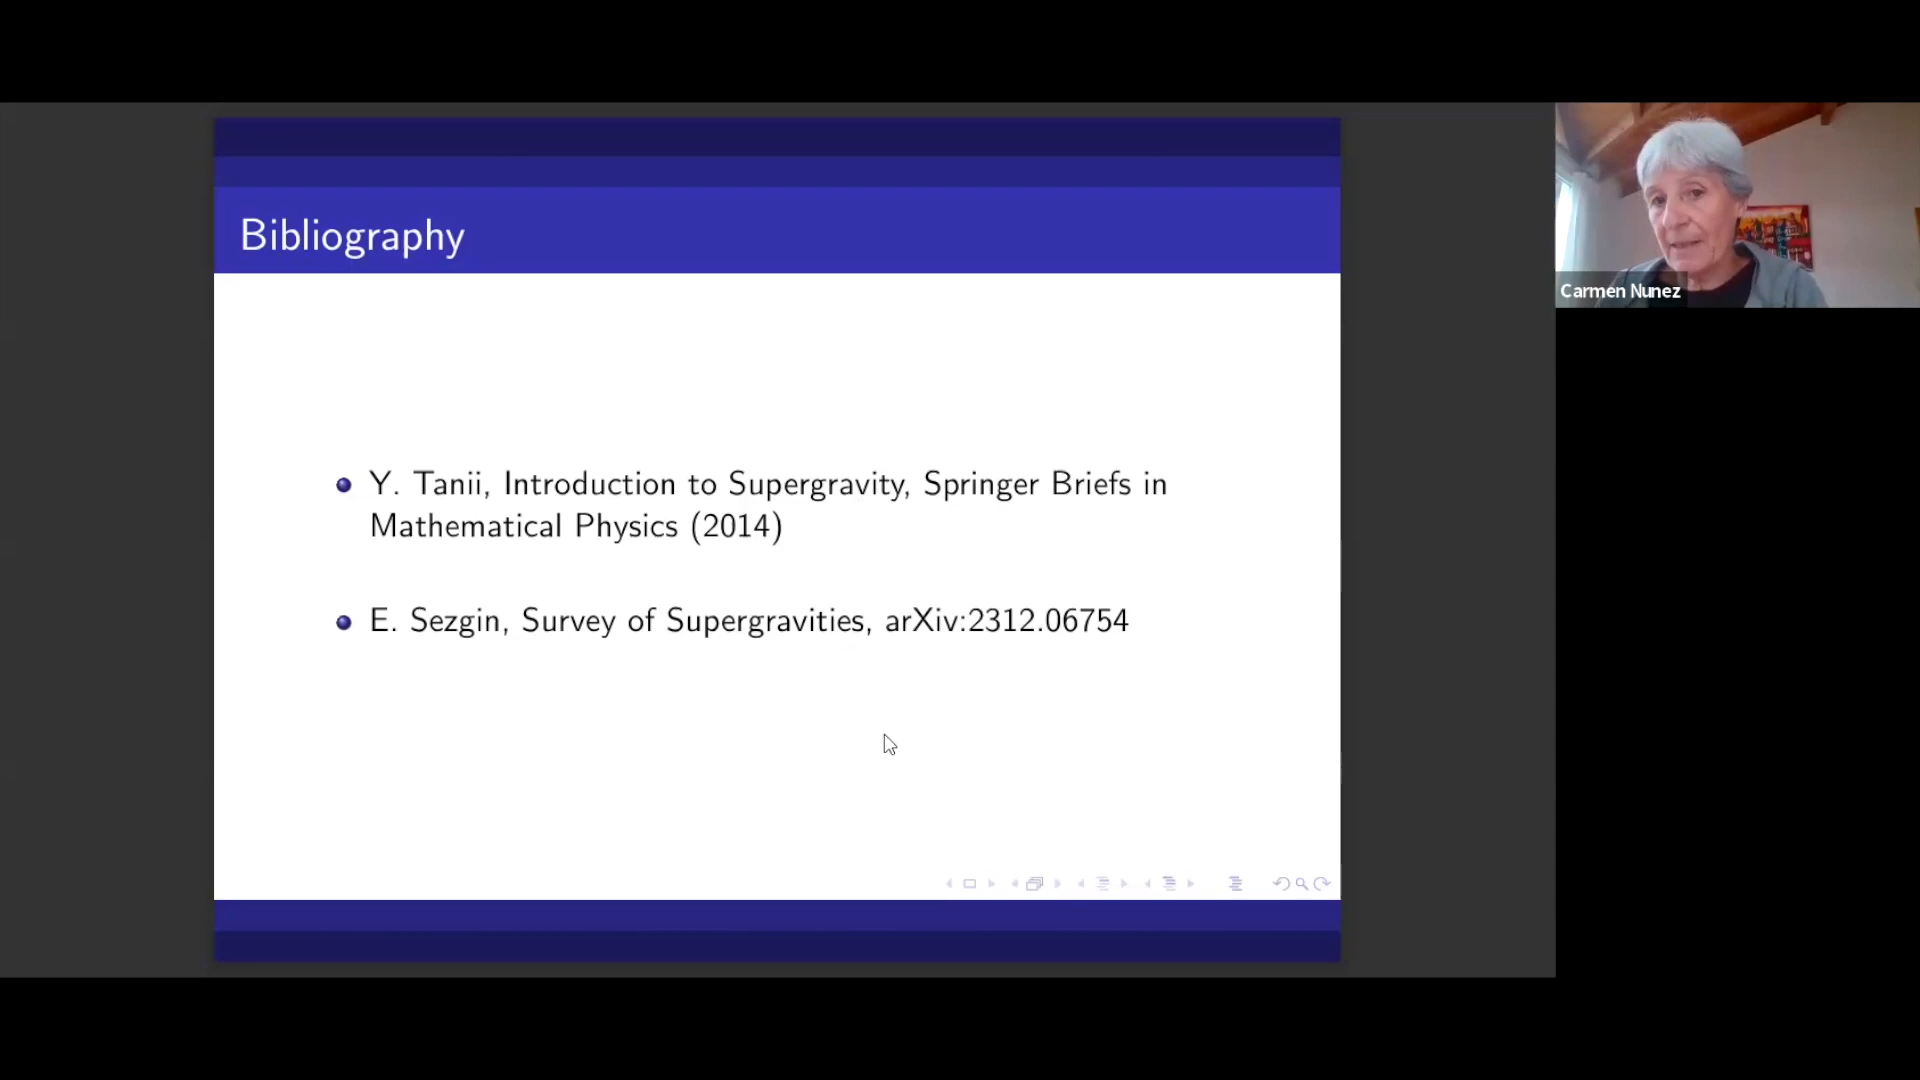 Bibliography
Y. Tanii, Introduction to Supergravity, Springer Briefs in
Mathematical Physics (2014)
E. Sezgin, Survey of Supergravities, arXiv:2312.06754
Carmen Nunez